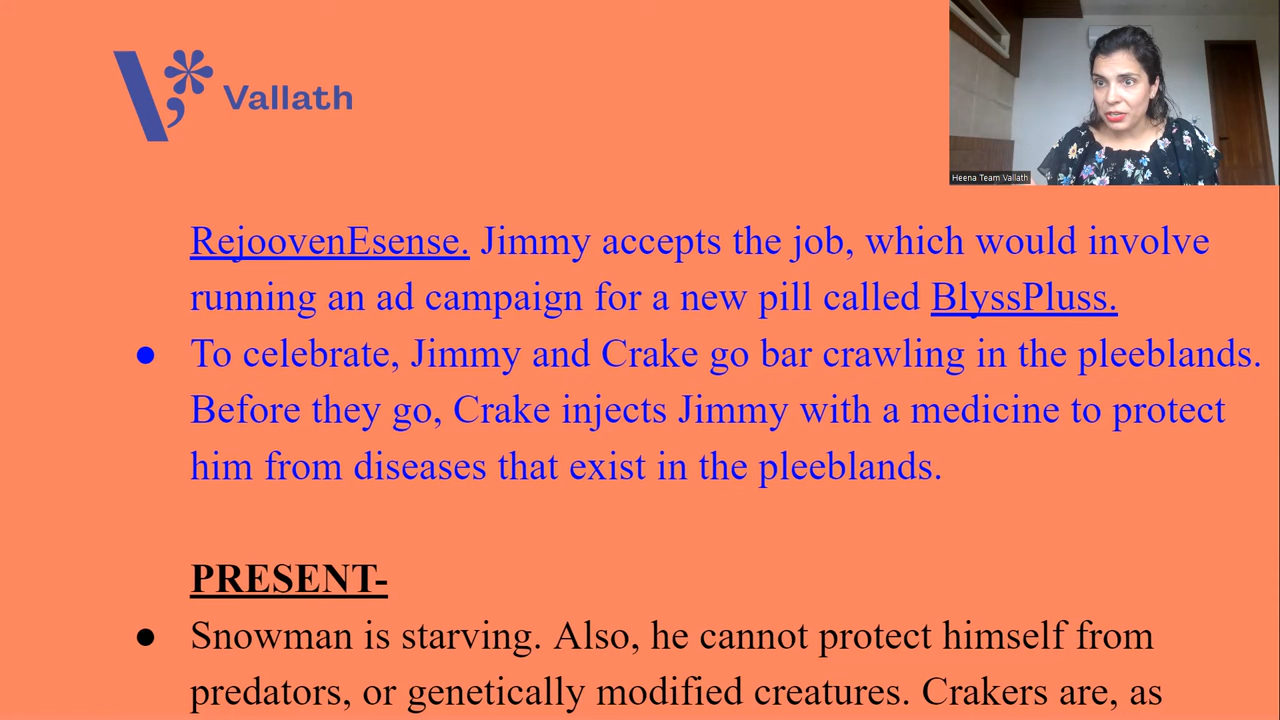 Vallath
Heena Team Vallath
RejoovenEsense. Jimmy accepts the job, which would involve
running an ad campaign for a new pill called BlyssPluss.
● To celebrate, Jimmy and Crake go bar crawling in the pleeblands.
Before they go, Crake injects Jimmy with a medicine to protect
him from diseases that exist in the pleeblands.
PRESENT-
● Snowman is starving. Also, he cannot protect himself from
predators, or genetically modified creatures. Crakers are, as